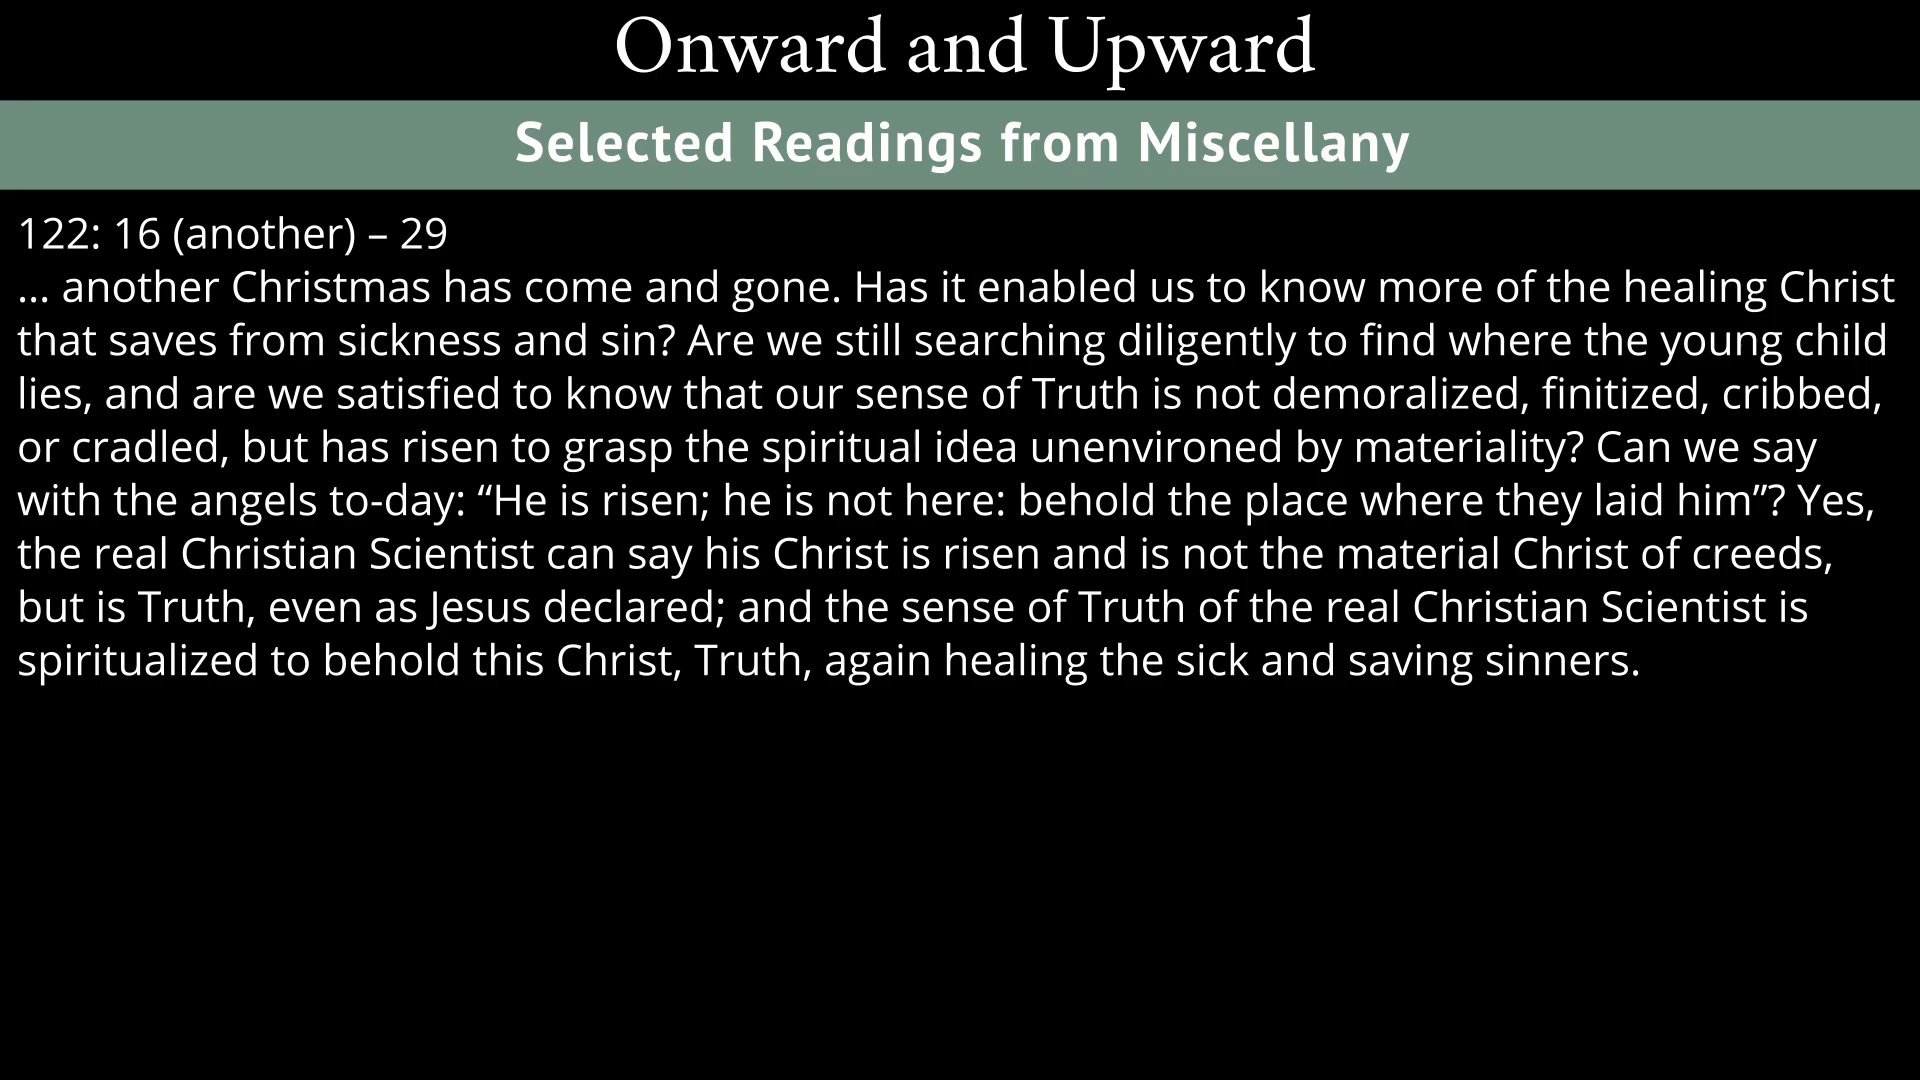 Onward and Upward
Selected Readings from Miscellany
122: 16 (another) – 29
... another Christmas has come and gone. Has it enabled us to know more of the healing Christ
that saves from sickness and sin? Are we still searching diligently to find where the young child
lies, and are we satisfied to know that our sense of Truth is not demoralized, finitized, cribbed,
or cradled, but has risen to grasp the spiritual idea unenvironed by materiality? Can we say
with the angels to-day: “He is risen; he is not here: behold the place where they laid him”? Yes,
the real Christian Scientist can say his Christ is risen and is not the material Christ of creeds,
but is Truth, even as Jesus declared; and the sense of Truth of the real Christian Scientist is
spiritualized to behold this Christ, Truth, again healing the sick and saving sinners.